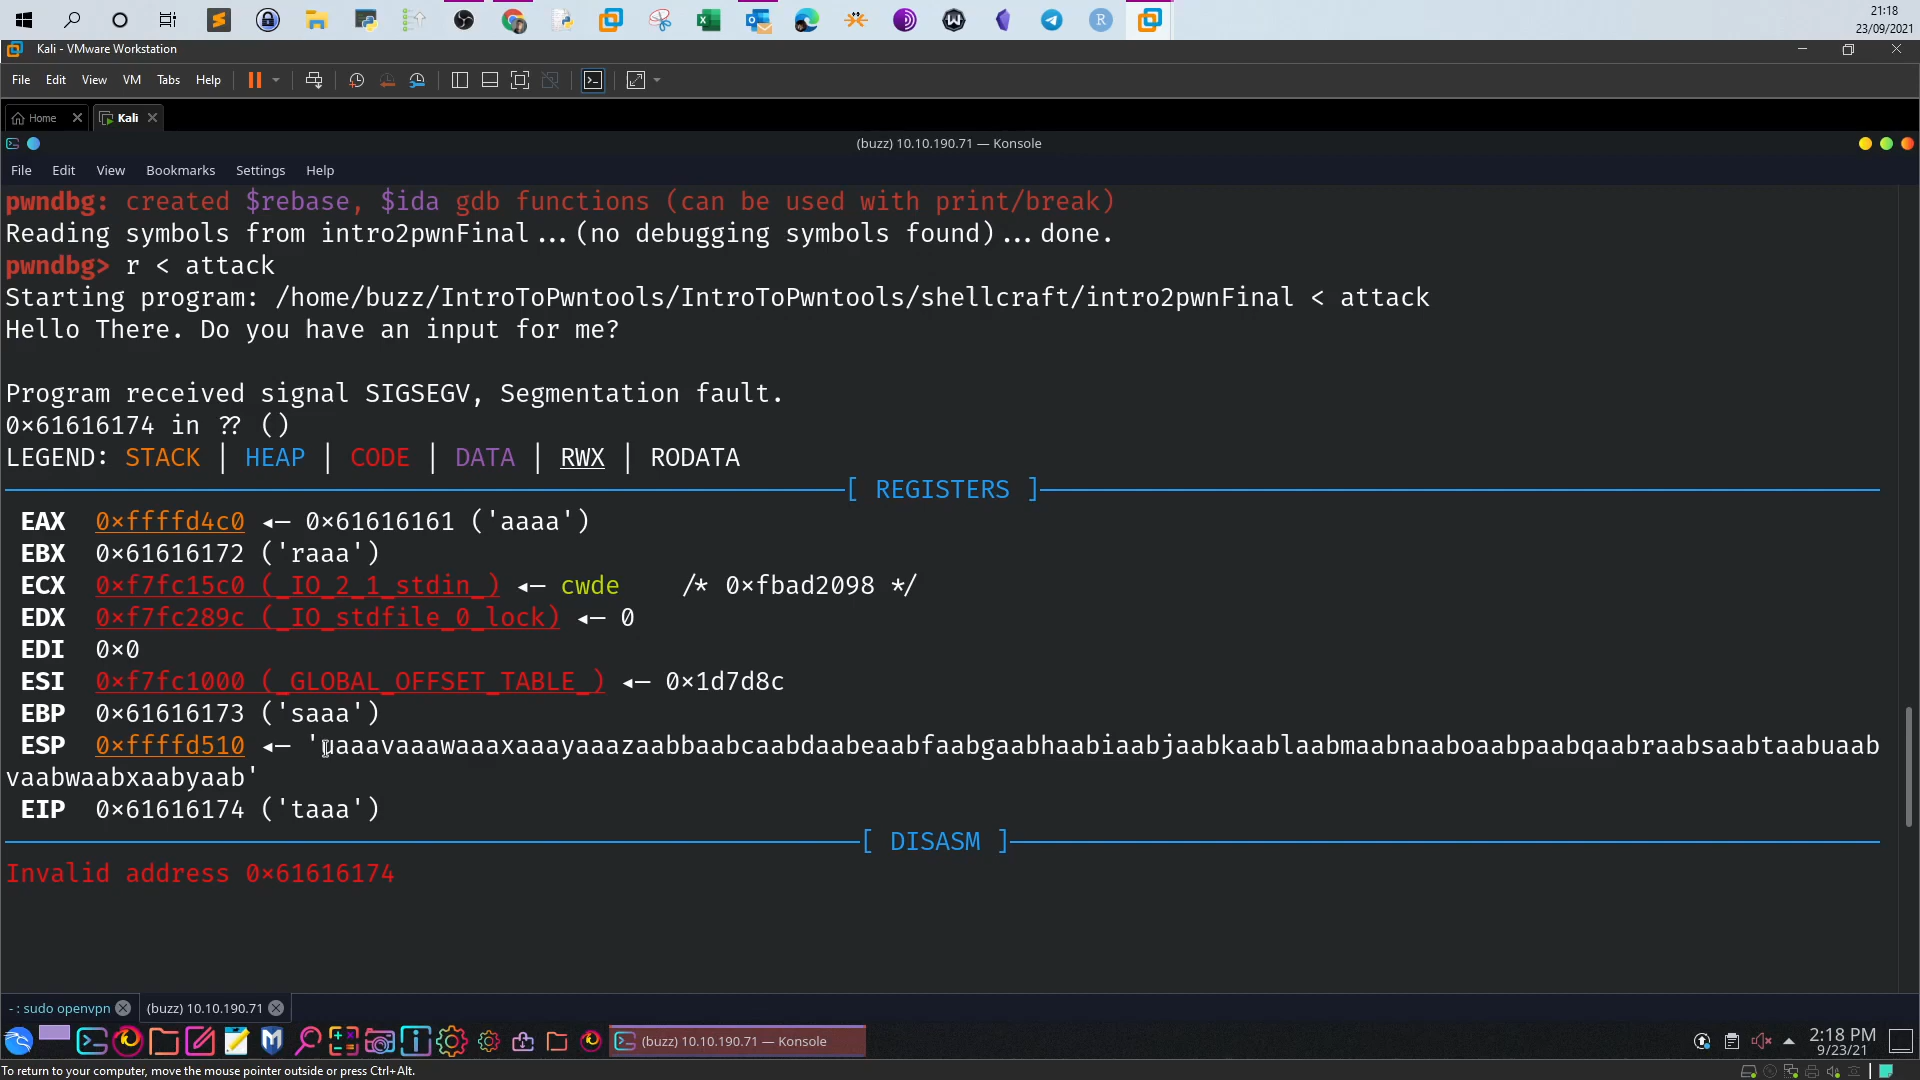 21:18
23/09/2021
Kali - VMware Workstation
File Edit View VM Tabs Help
Home Kali
(buzz) 10.10.190.71 — Konsole
File Edit View Bookmarks Settings Help
pwndbg: created $rebase, $ida gdb functions (can be used with print/break)
Reading symbols from intro2pwnFinal...(no debugging symbols found)...done.
pwndbg> r < attack
Starting program: /home/buzz/IntroToPwntools/IntroToPwntools/shellcraft/intro2pwnFinal < attack
Hello There. Do you have an input for me?
Program received signal SIGSEGV, Segmentation fault.
0x61616174 in ?? ()
LEGEND: STACK | HEAP | CODE | DATA | RWX | RODATA
[ REGISTERS ]
EAX 0xffffd4c0 ◂— 0x61616161 ('aaaa')
EBX 0x61616172 ('raaa')
ECX 0xf7fc15c0 (_IO_2_1_stdin_) ◂— cwde /* 0xfbad2098 */
EDX 0xf7fc289c (_IO_stdfile_0_lock) ◂— 0
EDI 0x0
ESI 0xf7fc1000 (_GLOBAL_OFFSET_TABLE_) ◂— 0x1d7d8c
EBP 0x61616173 ('saaa')
ESP 0xffffd510 ◂— 'uaaavaaawaaaxaaayaaazaabbaabcaabdaabeaabfaabgaabhaabiaabjaabkaablaabmaabnaaboaabpaabqaabraabsaabtaabuaab
vaabwaabxaabyaab'
EIP 0x61616174 ('taaa')
[ DISASM ]
Invalid address 0x61616174
- : sudo openvpn (buzz) 10.10.190.71
(buzz) 10.10.190.71 — Konsole
2:18 PM
9/23/21
To return to your computer, move the mouse pointer outside or press Ctrl+Alt.